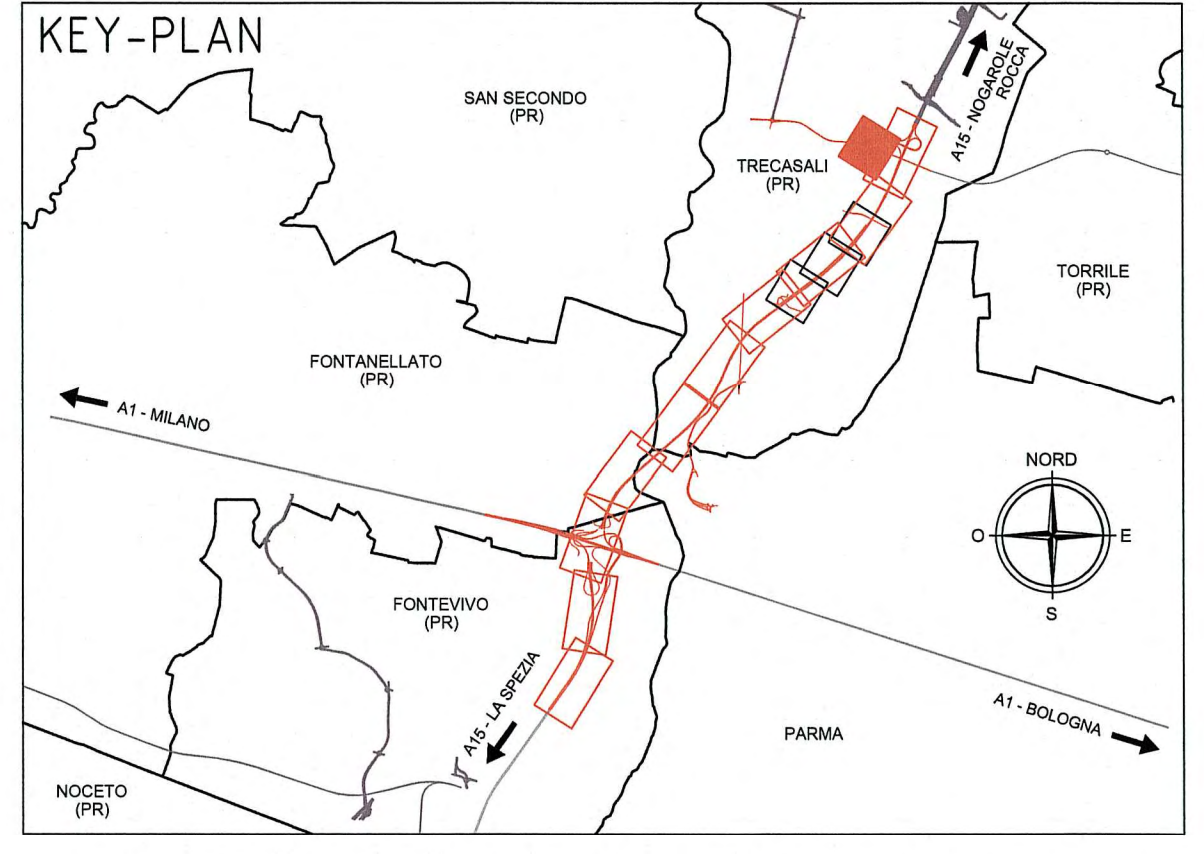 KEY-PLAN
SAN SECONDO
(PR)
A15 - NOGAROLE
ROCCA
TRECASALI
(PR)
TORRILE
(PR)
FONTANELLATO
(PR)
A1 - MILANO
NORD
O
E
S
FONTEVIVO
(PR)
A15 - LA SPEZIA
A1 - BOLOGNA
PARMA
NOCETO
(PR)